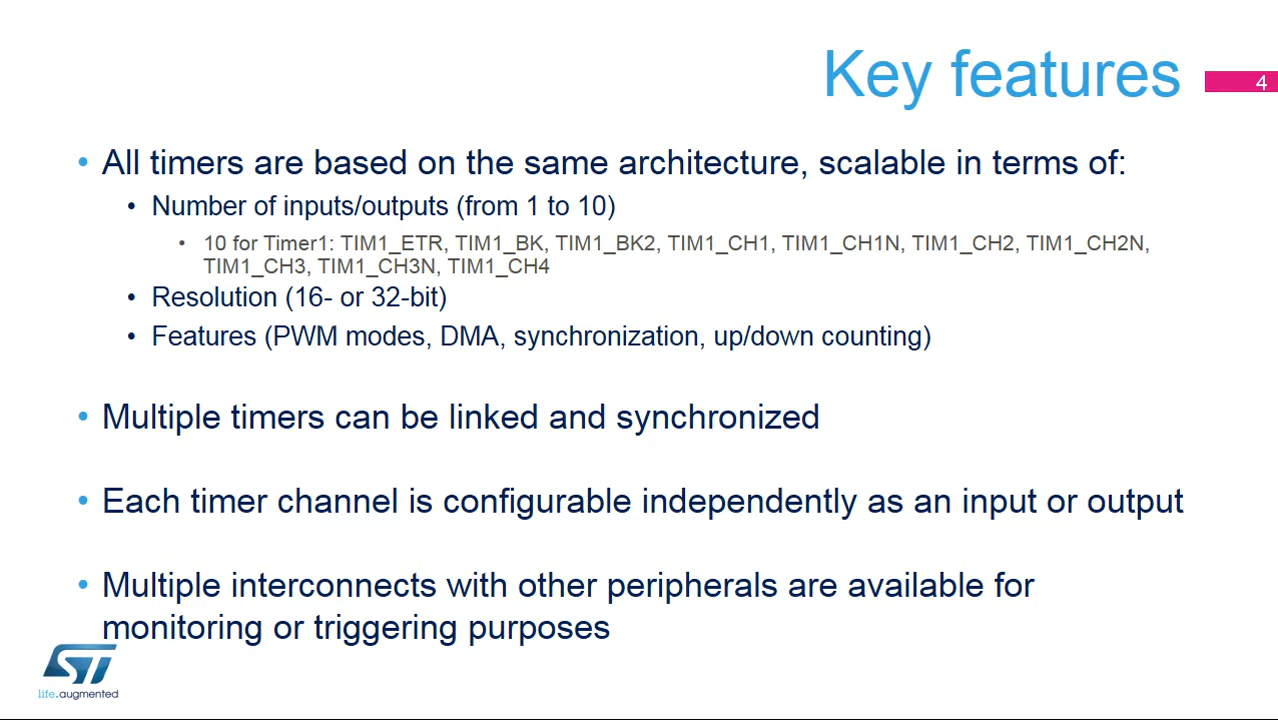 Key features
4
• All timers are based on the same architecture, scalable in terms of:
• Number of inputs/outputs (from 1 to 10)
• 10 for Timer1: TIM1_ETR, TIM1_BK, TIM1_BK2, TIM1_CH1, TIM1_CH1N, TIM1_CH2, TIM1_CH2N,
TIM1_CH3, TIM1_CH3N, TIM1_CH4
• Resolution (16- or 32-bit)
• Features (PWM modes, DMA, synchronization, up/down counting)
• Multiple timers can be linked and synchronized
• Each timer channel is configurable independently as an input or output
• Multiple interconnects with other peripherals are available for
monitoring or triggering purposes
ST
life.augmented